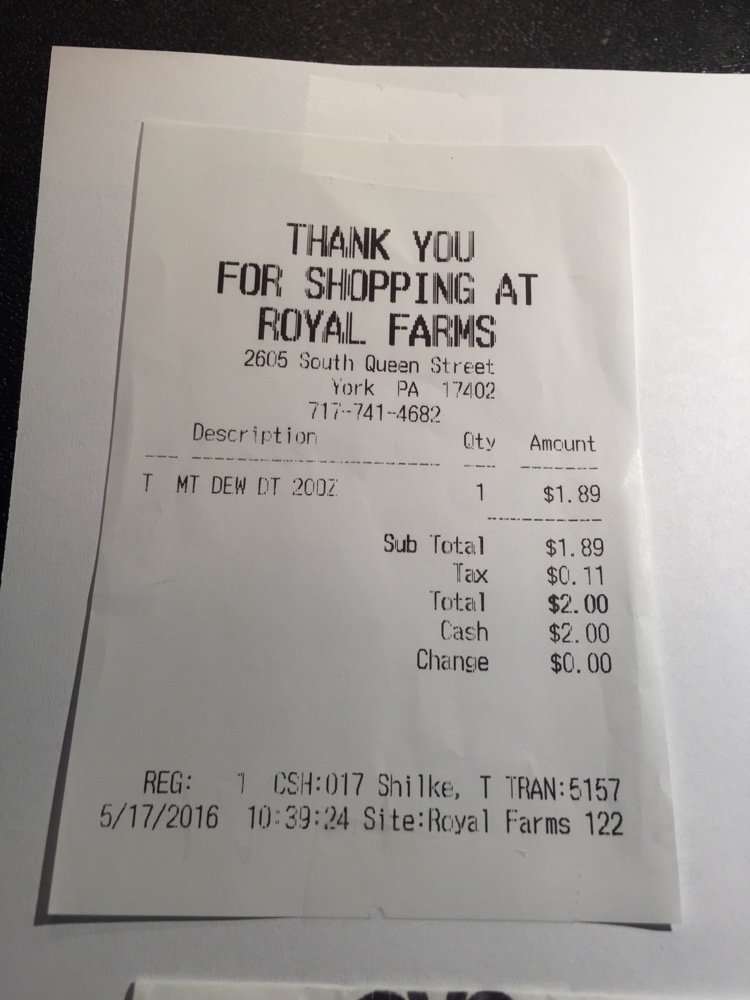 THANK YOU
FOR SHOPPING AT
ROYAL FARMS
2605 South Queen Street
York PA 17402
717-741-4682
Description Qty Amount
T MT DEW DT 20OZ 1 $1.89
Sub Total $1.89
Tax $0.11
Total $2.00
Cash $2.00
Change $0.00
REG: 1 CSH:017 Shilke, T TRAN:5157
5/17/2016 10:39:24 Site:Royal Farms 122